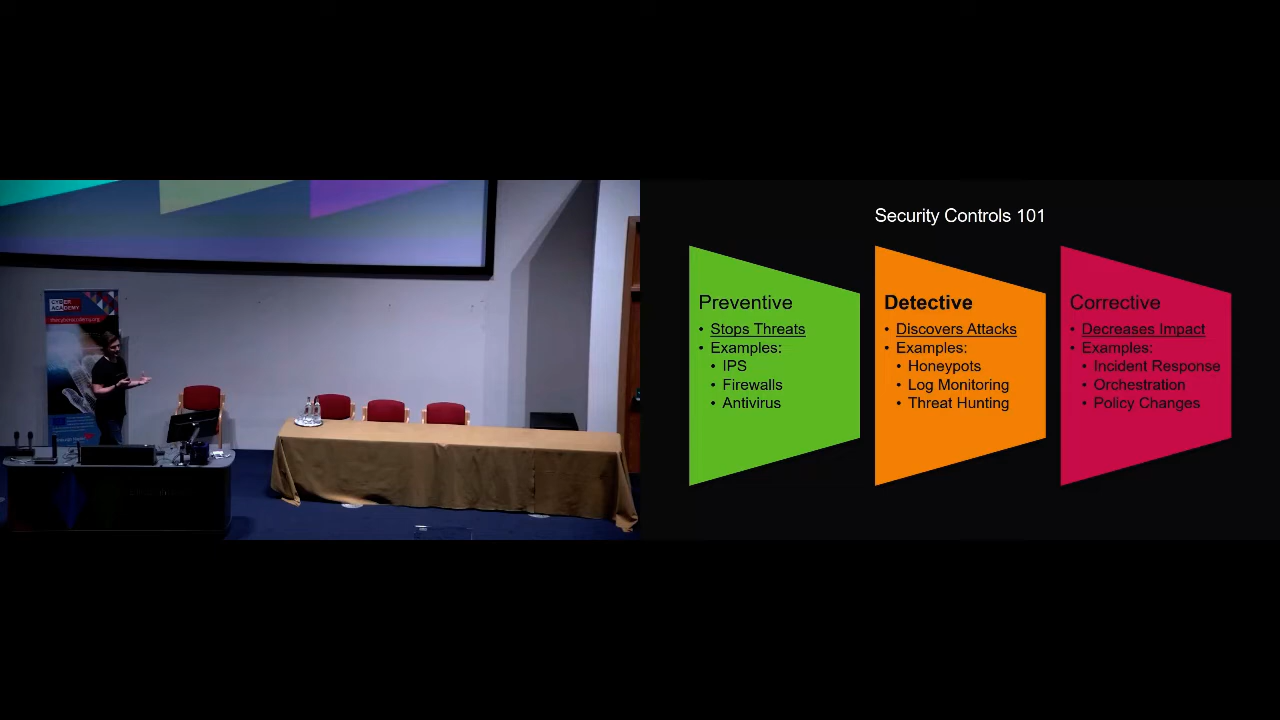 Security Controls 101
Preventive
• Stops Threats
• Examples:
• IPS
• Firewalls
• Antivirus
Detective
• Discovers Attacks
• Examples:
• Honeypots
• Log Monitoring
• Threat Hunting
Corrective
• Decreases Impact
• Examples:
• Incident Response
• Orchestration
• Policy Changes